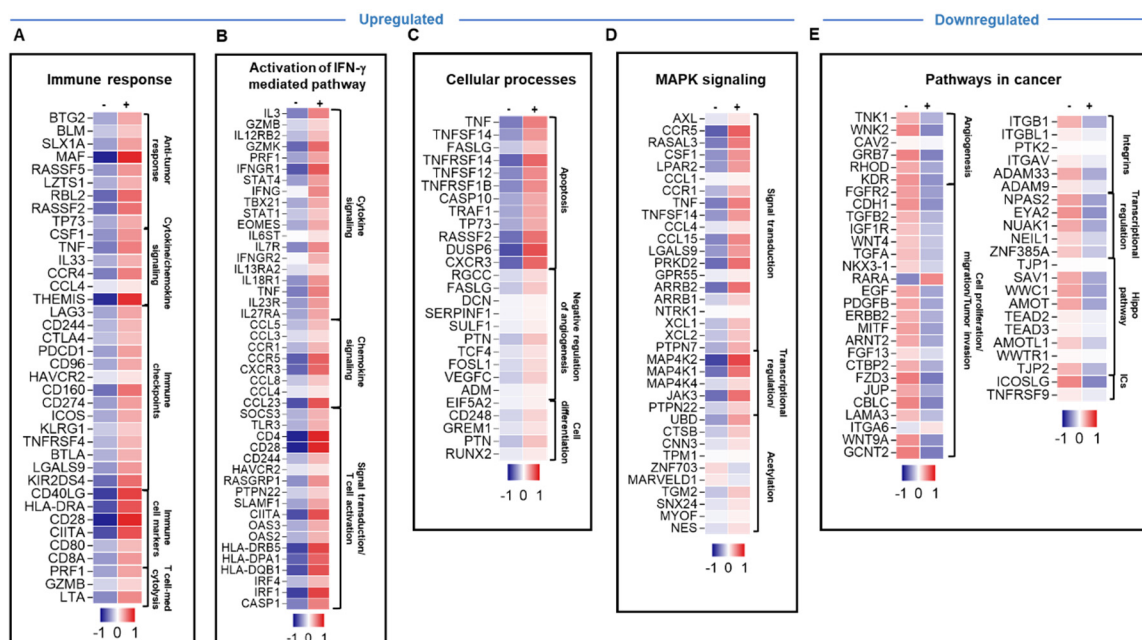 Upregulated
Downregulated
A
Immune response
- +
BTG2
BLM
SLX1A
MAF
RASSF5
LZTS1
RBL2
RASSF2
TP73
CSF1
TNF
IL33
CCR4
CCL4
THEMIS
LAG3
CD244
CTLA4
PDCD1
CD96
HAVCR2
CD160
CD274
ICOS
KLRG1
TNFRSF4
BTLA
LGALS9
KIR2DS4
CD40LG
HLA-DRA
CD28
CIITA
CD80
CD8A
PRF1
GZMB
LTA
Anti-tumor
response
Cytokine/chemokine
signaling
Immune
checkpoints
Immune
cell markers
T cell-med
cytolysis
-1 0 1
B
Activation of IFN-γ
mediated pathway
- +
IL3
GZMB
IL12RB2
GZMK
PRF1
IFNGR1
STAT4
IFNG
TBX21
STAT1
EOMES
IL6ST
IL7R
IFNGR2
IL13RA2
IL18R1
TNF
IL23R
IL27RA
CCL5
CCL3
CCR1
CCR5
CXCR3
CCL8
CCL4
CCL23
SOCS3
TLR3
CD4
CD28
CD244
HAVCR2
RASGRP1
PTPN22
SLAMF1
CIITA
OAS3
OAS2
HLA-DRB5
HLA-DPA1
HLA-DQB1
IRF4
IRF1
CASP1
Cytokine
signaling
Chemokine
signaling
Signal transduction/
T cell activation
-1 0 1
C
Cellular processes
- +
TNF
TNFSF14
FASLG
TNFRSF14
TNFSF12
TNFRSF1B
CASP10
TRAF1
TP73
RASSF2
DUSP6
CXCR3
RGCC
FASLG
DCN
SERPINF1
SULF1
PTN
TCF4
FOSL1
VEGFC
ADM
EIF5A2
CD248
GREM1
PTN
RUNX2
Apoptosis
Negative regulation
of angiogenesis
Cell
differentiation
-1 0 1
D
MAPK signaling
- +
AXL
CCR5
RASAL3
CSF1
LPAR2
CCL1
CCR1
TNF
TNFSF14
CCL4
CCL15
LGALS9
PRKD2
GPR55
ARRB2
ARRB1
NTRK1
XCL1
XCL2
PTPN7
MAP4K2
MAP4K1
MAP4K4
JAK3
PTPN22
UBD
CTSB
CNN3
TPM1
ZNF703
MARVELD1
TGM2
SNX24
MYOF
NES
Signal transduction
Transcriptional
regulation/
Acetylation
-1 0 1
E
Pathways in cancer
- +
TNK1
WNK2
CAV2
GRB7
RHOD
KDR
FGFR2
CDH1
TGFB2
IGF1R
WNT4
TGFA
NKX3-1
RARA
EGF
PDGFB
ERBB2
MITF
ARNT2
FGF13
CTBP2
FZD3
JUP
CBLC
LAMA3
ITGA6
WNT9A
GCNT2
Angiogenesis
Cell proliferation/
migration/Tumor invasion
-1 0 1
- +
ITGB1
ITGBL1
PTK2
ITGAV
ADAM33
ADAM9
NPAS2
EYA2
NUAK1
NEIL1
ZNF385A
TJP1
SAV1
WWC1
AMOT
TEAD2
TEAD3
AMOTL1
WWTR1
TJP2
ICOSLG
TNFRSF9
Integrins
Transcriptional
regulation
Hippo
pathway
ICs
-1 0 1